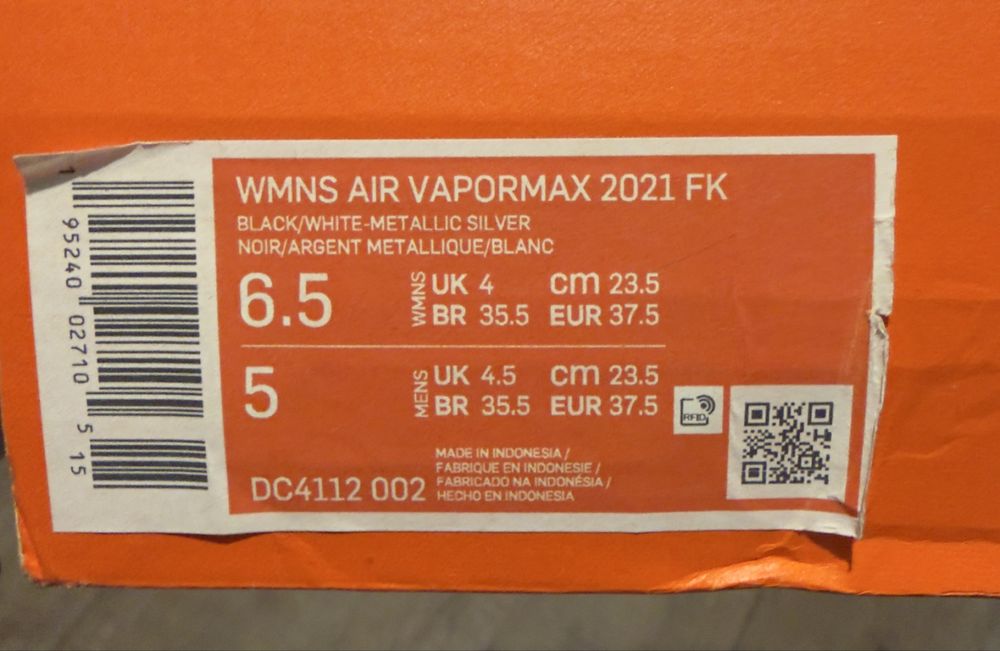 WMNS AIR VAPORMAX 2021 FK
BLACK/WHITE-METALLIC SILVER
NOIR/ARGENT METALLIQUE/BLANC
6.5 WMNS UK 4 cm 23.5
BR 35.5 EUR 37.5
5 MENS UK 4.5 cm 23.5
BR 35.5 EUR 37.5
RFID
MADE IN INDONESIA /
FABRIQUE EN INDONESIE /
FABRICADO NA INDONÉSIA /
HECHO EN INDONESIA
DC4112 002
1 95240 02710 5 15